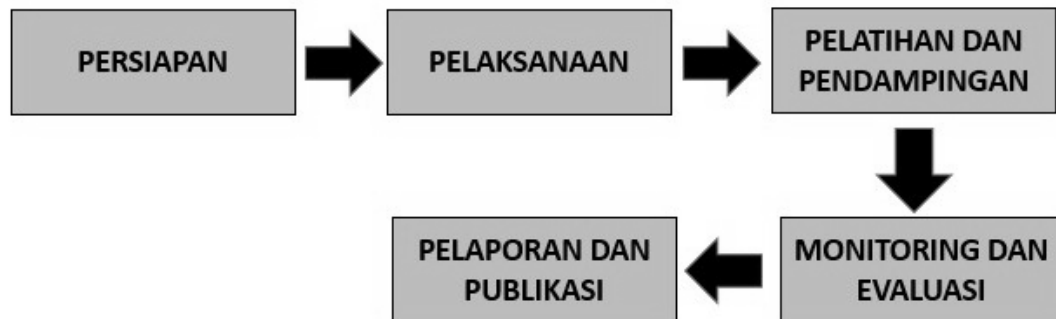 PERSIAPAN
PELAKSANAAN
PELATIHAN DAN
PENDAMPINGAN
MONITORING DAN
EVALUASI
PELAPORAN DAN
PUBLIKASI